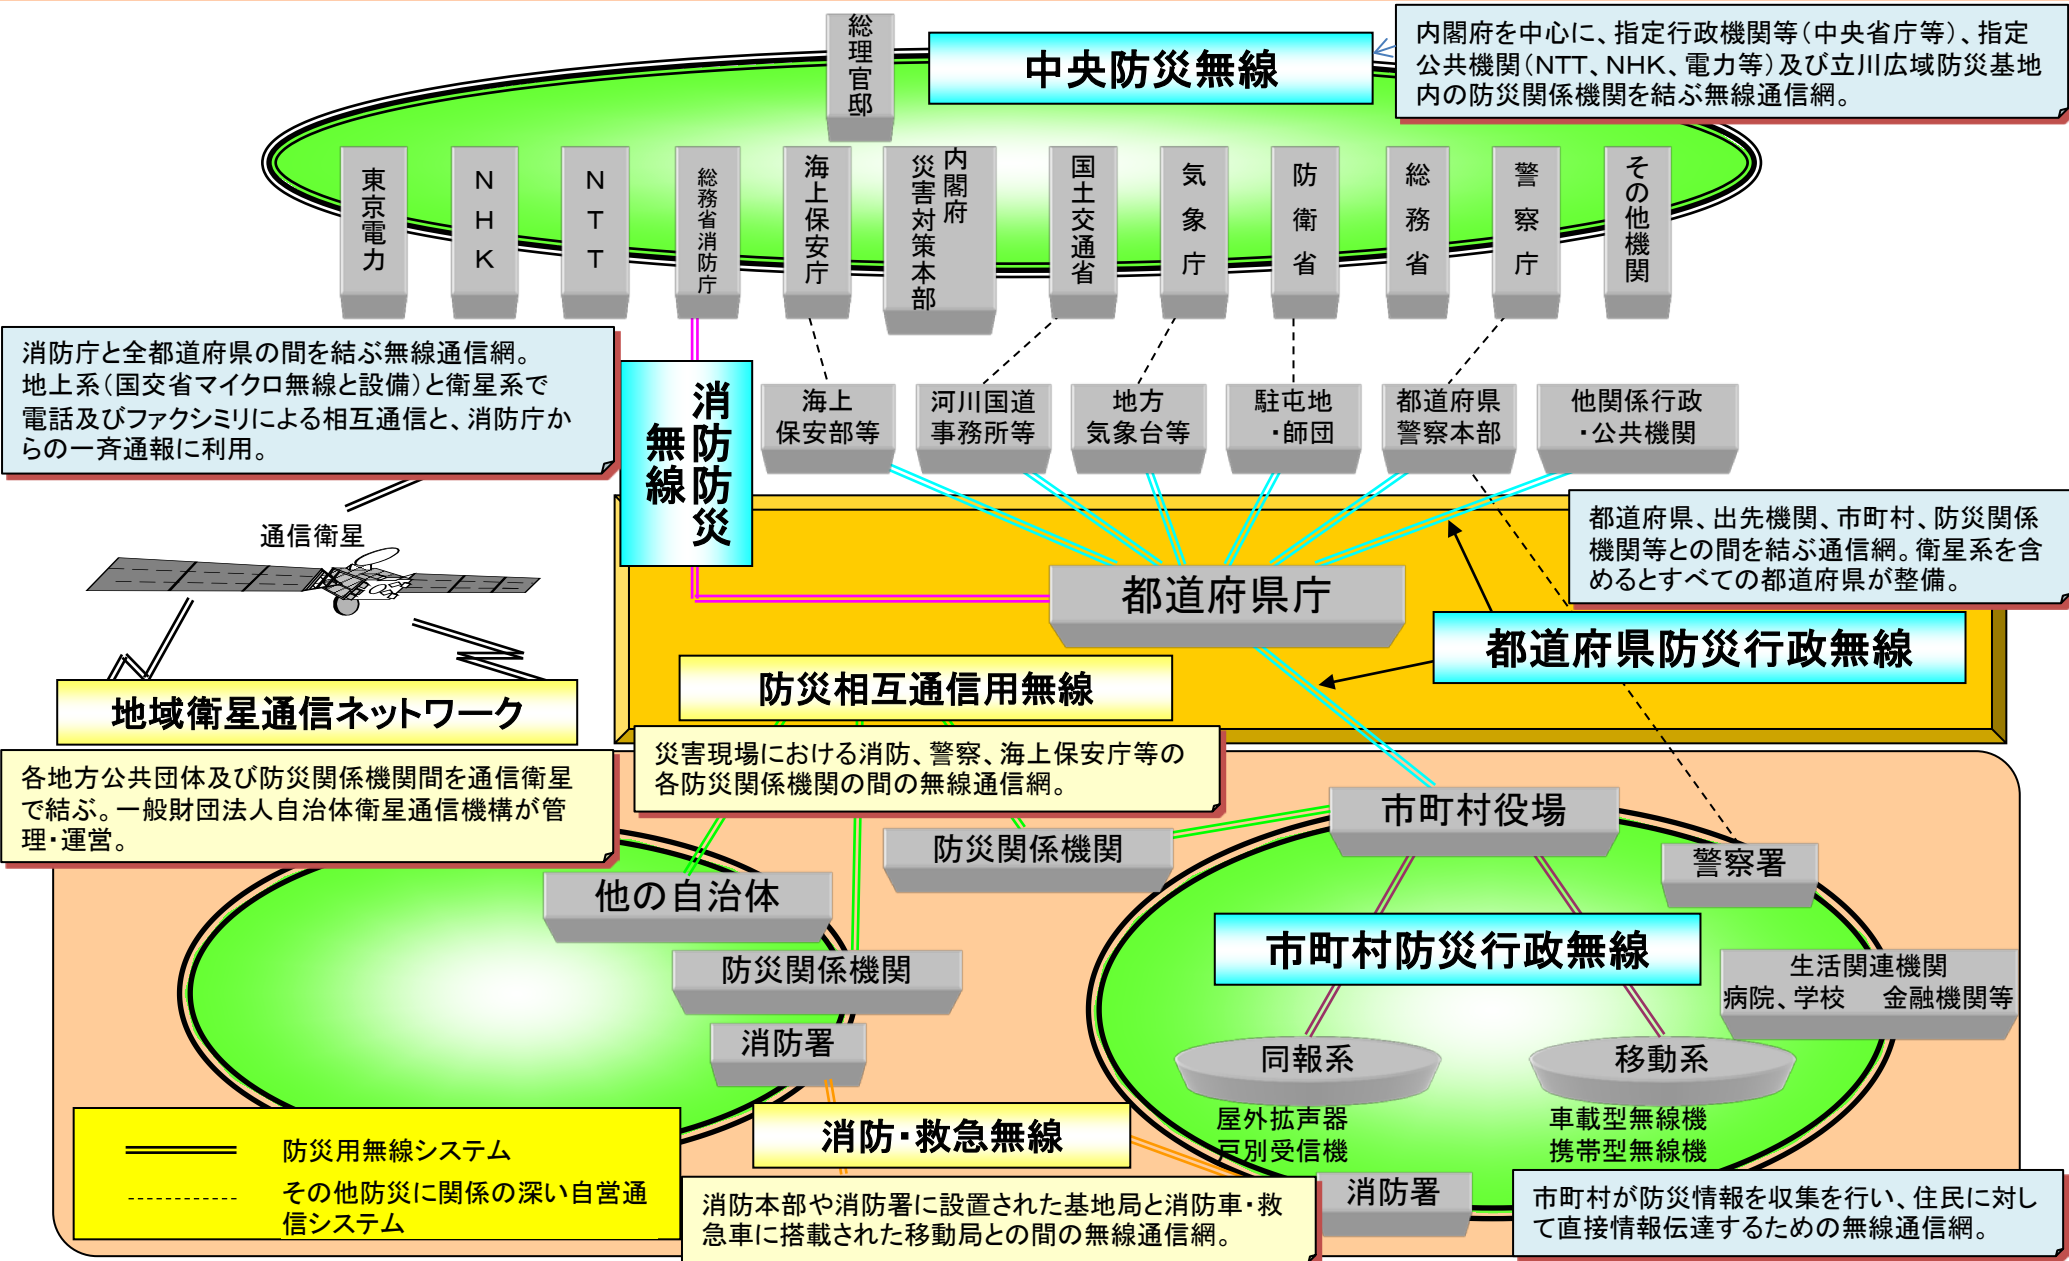 総理官邸
中央防災無線
内閣府を中心に、指定行政機関等（中央省庁等）、指定
公共機関（NTT、NHK、電力等）及び立川広域防災基地
内の防災関係機関を結ぶ無線通信網。
東京電力
NHK
NTT
総務省消防庁
海上保安庁
内閣府
災害対策本部
国土交通省
気象庁
防衛省
総務省
警察庁
その他機関
消防庁と全都道府県の間を結ぶ無線通信網。
地上系（国交省マイクロ無線と設備）と衛星系で
電話及びファクシミリによる相互通信と、消防庁か
らの一斉通報に利用。
消防防災
無線
海上
保安部等
河川国道
事務所等
地方
気象台等
駐屯地
・師団
都道府県
警察本部
他関係行政
・公共機関
通信衛星
都道府県、出先機関、市町村、防災関係
機関等との間を結ぶ通信網。衛星系を含
めるとすべての都道府県が整備。
都道府県庁
都道府県防災行政無線
防災相互通信用無線
地域衛星通信ネットワーク
災害現場における消防、警察、海上保安庁等の
各防災関係機関の間の無線通信網。
各地方公共団体及び防災関係機関間を通信衛星
で結ぶ。一般財団法人自治体衛星通信機構が管
理・運営。
市町村役場
防災関係機関
警察署
他の自治体
市町村防災行政無線
防災関係機関
生活関連機関
病院、学校　金融機関等
消防署
同報系
移動系
屋外拡声器
戸別受信機
車載型無線機
携帯型無線機
消防・救急無線
防災用無線システム
その他防災に関係の深い自営通
信システム
消防署
消防本部や消防署に設置された基地局と消防車・救
急車に搭載された移動局との間の無線通信網。
市町村が防災情報を収集を行い、住民に対し
て直接情報伝達するための無線通信網。